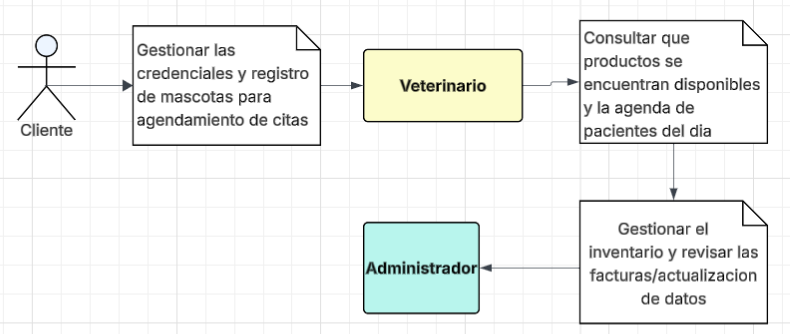 Cliente
Gestionar las
credenciales y registro
de mascotas para
agendamiento de citas
Veterinario
Consultar que
productos se
encuentran disponibles
y la agenda de
pacientes del dia
Gestionar el
inventario y revisar las
facturas/actualizacion
de datos
Administrador